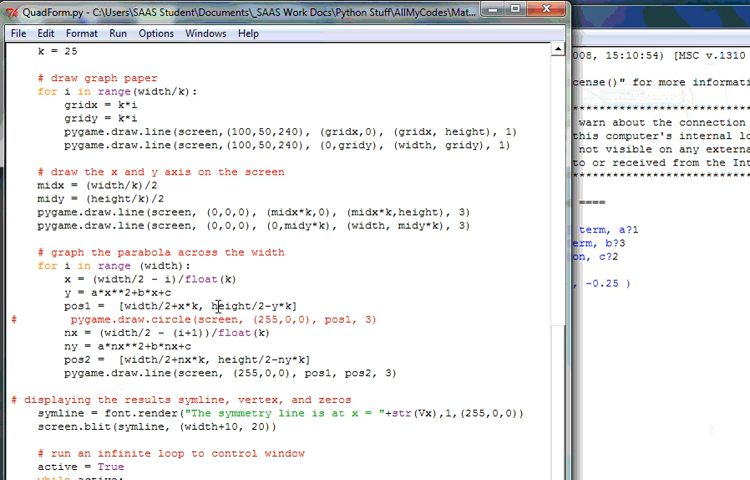 QuadForm.py - C:\Users\SAAS Student\Documents\_SAAS Work Docs\Python Stuff\AllMyCodes\Mat...
File Edit Format Run Options Windows Help
k = 25
# draw graph paper
for i in range(width/k):
gridx = k*i
gridy = k*i
pygame.draw.line(screen,(100,50,240), (gridx,0), (gridx, height), 1)
pygame.draw.line(screen,(100,50,240), (0,gridy), (width, gridy), 1)
# draw the x and y axis on the screen
midx = (width/k)/2
midy = (height/k)/2
pygame.draw.line(screen, (0,0,0), (midx*k,0), (midx*k,height), 3)
pygame.draw.line(screen, (0,0,0), (0,midy*k), (width, midy*k), 3)
# graph the parabola across the width
for i in range (width):
x = (width/2 - i)/float(k)
y = a*x**2+b*x+c
pos1 = [width/2+x*k, height/2-y*k]
# pygame.draw.circle(screen, (255,0,0), pos1, 3)
nx = (width/2 - (i+1))/float(k)
ny = a*nx**2+b*nx+c
pos2 = [width/2+nx*k, height/2-ny*k]
pygame.draw.line(screen, (255,0,0), pos1, pos2, 3)
# displaying the results symline, vertex, and zeros
symline = font.render("The symmetry line is at x = "+str(Vx),1,(255,0,0))
screen.blit(symline, (width+10, 20))
# run an infinite loop to control window
active = True
while active:
008, 15:10:54) [MSC v.1310
cense()" for more informati
warn about the connection
this computer's internal lo
not visible on any externa
to or received from the Int
====
term, a?1
erm, b?3
on, c?2
, -0.25 )